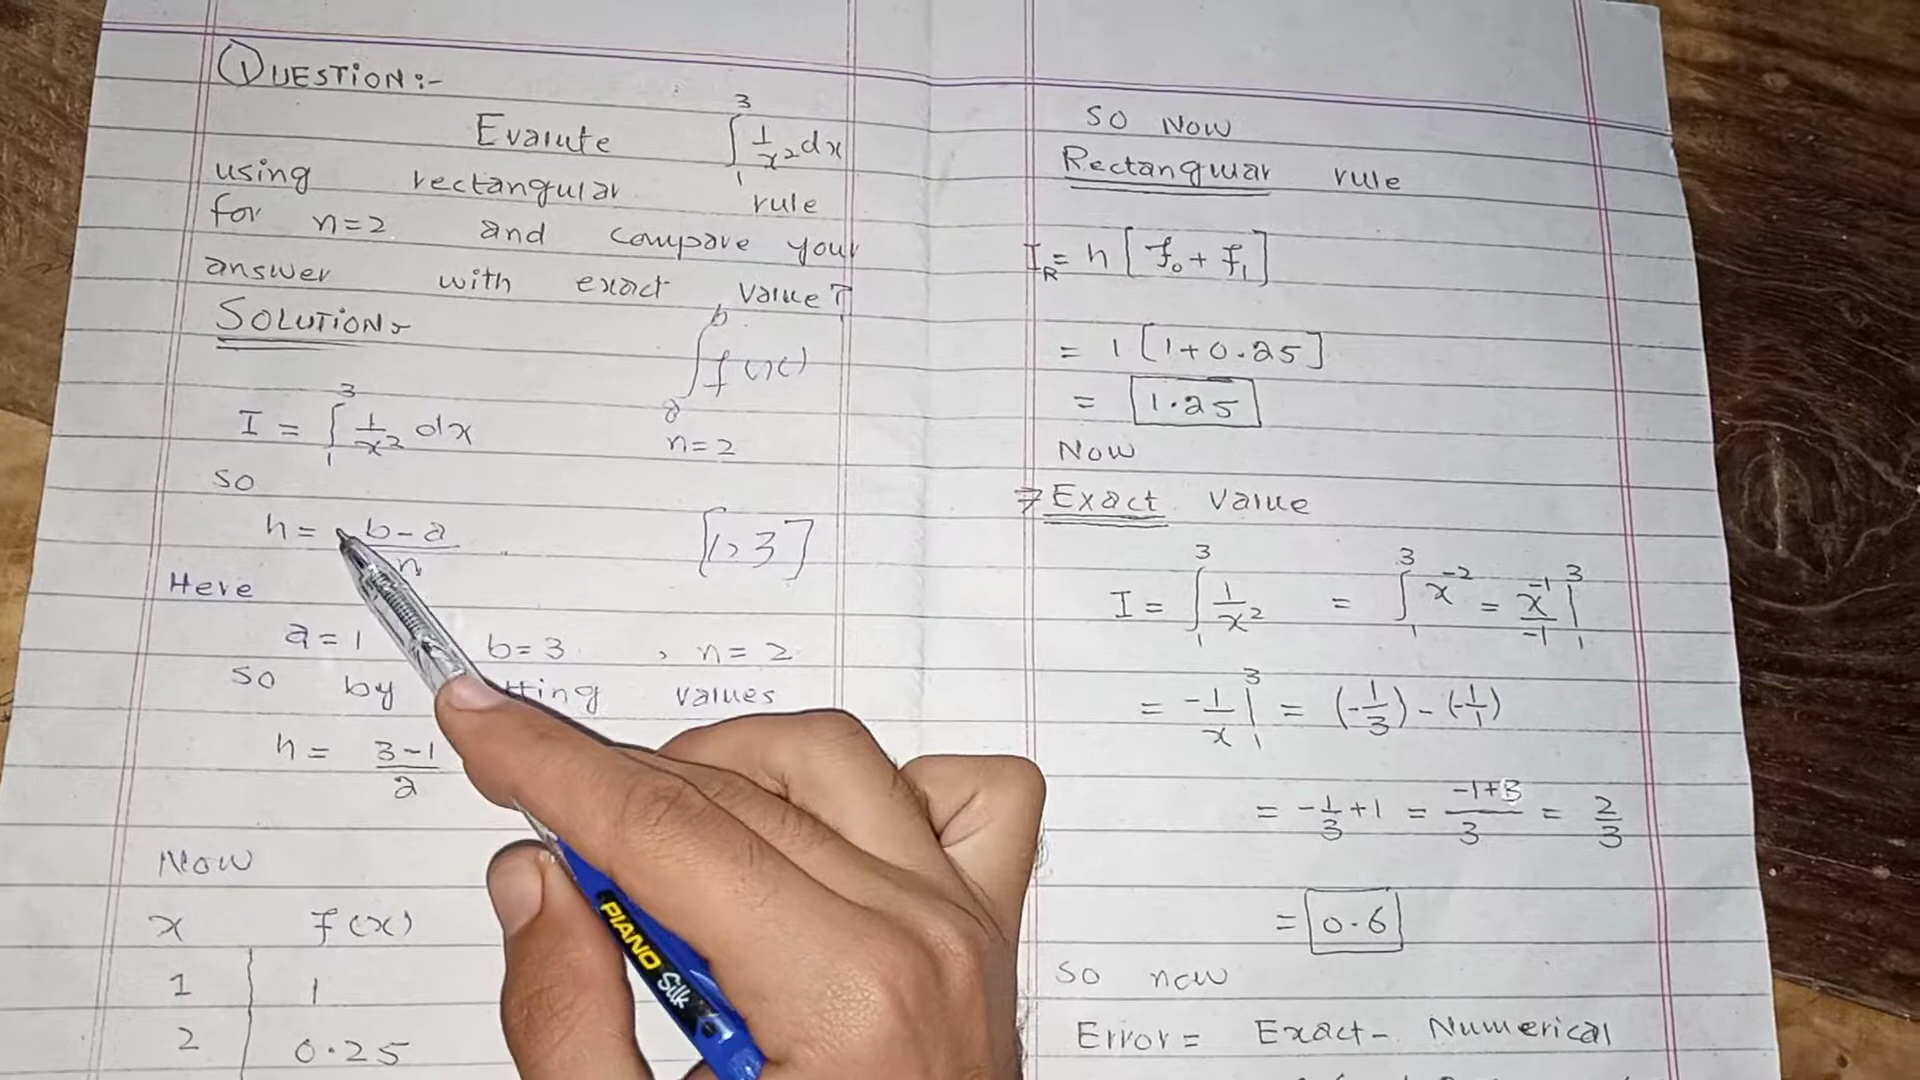 QUESTION:-
Evalute ∫₁³ 1/x² dx
using rectangular rule
for n=2 and compare your
answer with exact value?
SOLUTION:-
∫ₐᵇ f(x)
I = ∫₁³ 1/x² dx
n=2
so
h = b-a/n
[1,3]
Here
a=1 b=3 , n=2
so by values
h = 3-1/2
Now
x f(x)
1 1
2 0.25
SO NOW
Rectangular rule
I_R = h [f₀ + f₁]
= 1 [1+0.25]
= 1.25
Now
⇒ Exact value
I = ∫₁³ 1/x² = ∫₁³ x⁻² = x⁻¹/-1 |₁³
= -1/x |₁³ = (-1/3) - (-1/1)
= -1/3 + 1 = -1+3/3 = 2/3
= 0.6
so now
Error = Exact - Numerical
PIANO Silk